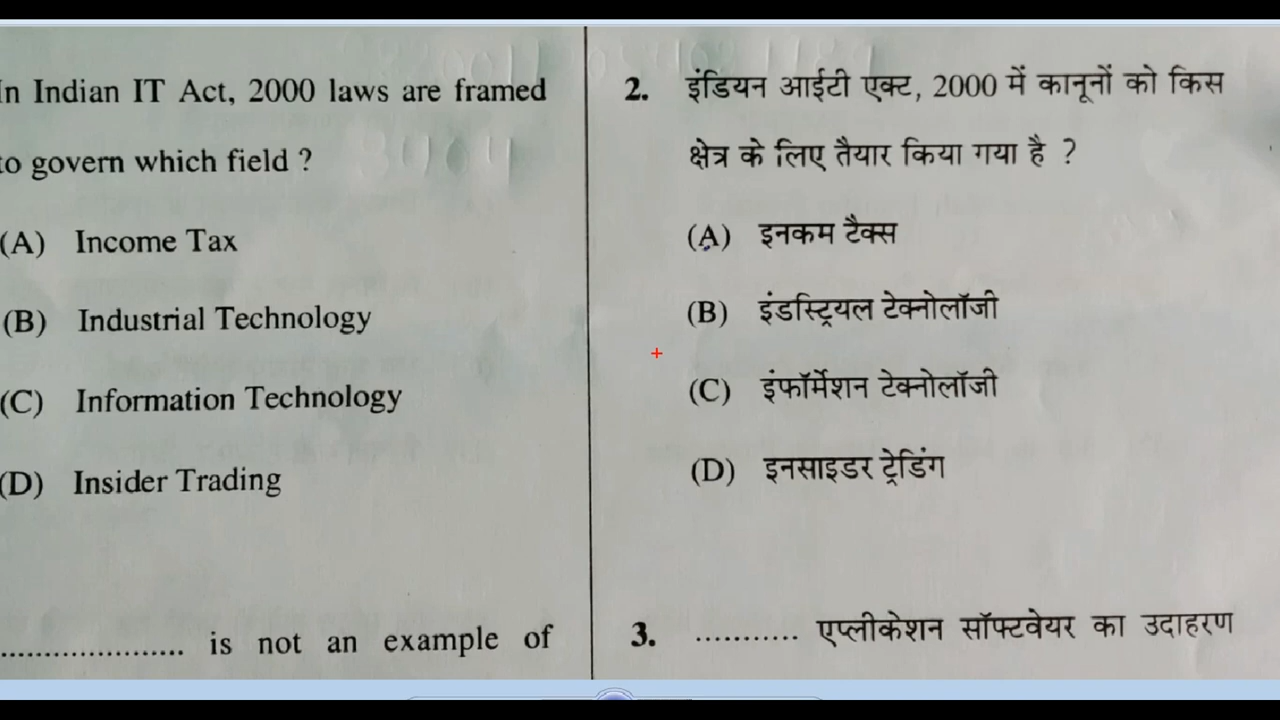 In Indian IT Act, 2000 laws are framed
to govern which field ?
(A) Income Tax
(B) Industrial Technology
(C) Information Technology
(D) Insider Trading
.................... is not an example of
2. इंडियन आईटी एक्ट, 2000 में कानूनों को किस
क्षेत्र के लिए तैयार किया गया है ?
(A) इनकम टैक्स
(B) इंडस्ट्रियल टेक्नोलॉजी
(C) इंफॉर्मेशन टेक्नोलॉजी
(D) इनसाइडर ट्रेडिंग
3. ........... एप्लीकेशन सॉफ्टवेयर का उदाहरण